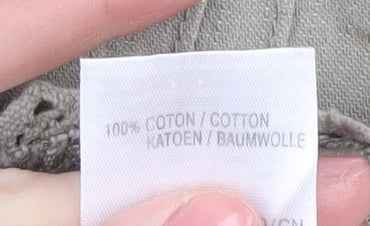 100% COTON / COTTON
KATOEN / BAUMWOLLE